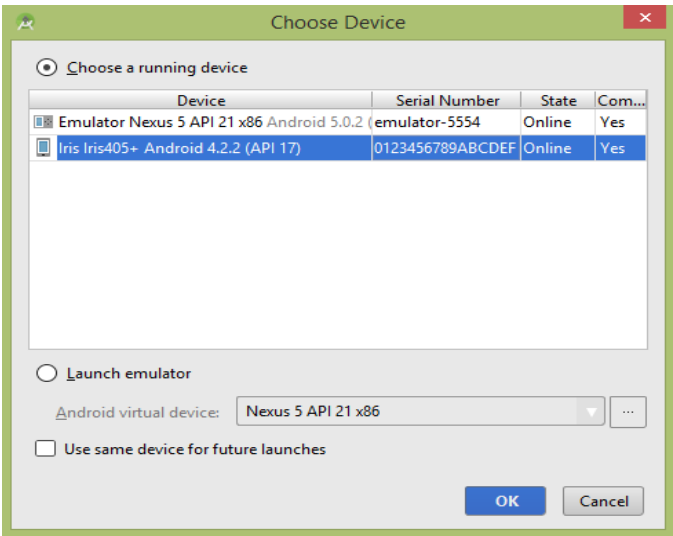 Choose Device
Choose a running device
Device Serial Number State Com...
Emulator Nexus 5 API 21 x86 Android 5.0.2 ( emulator-5554 Online Yes
Iris Iris405+ Android 4.2.2 (API 17) 0123456789ABCDEF Online Yes
Launch emulator
Android virtual device: Nexus 5 API 21 x86 ...
Use same device for future launches
OK Cancel